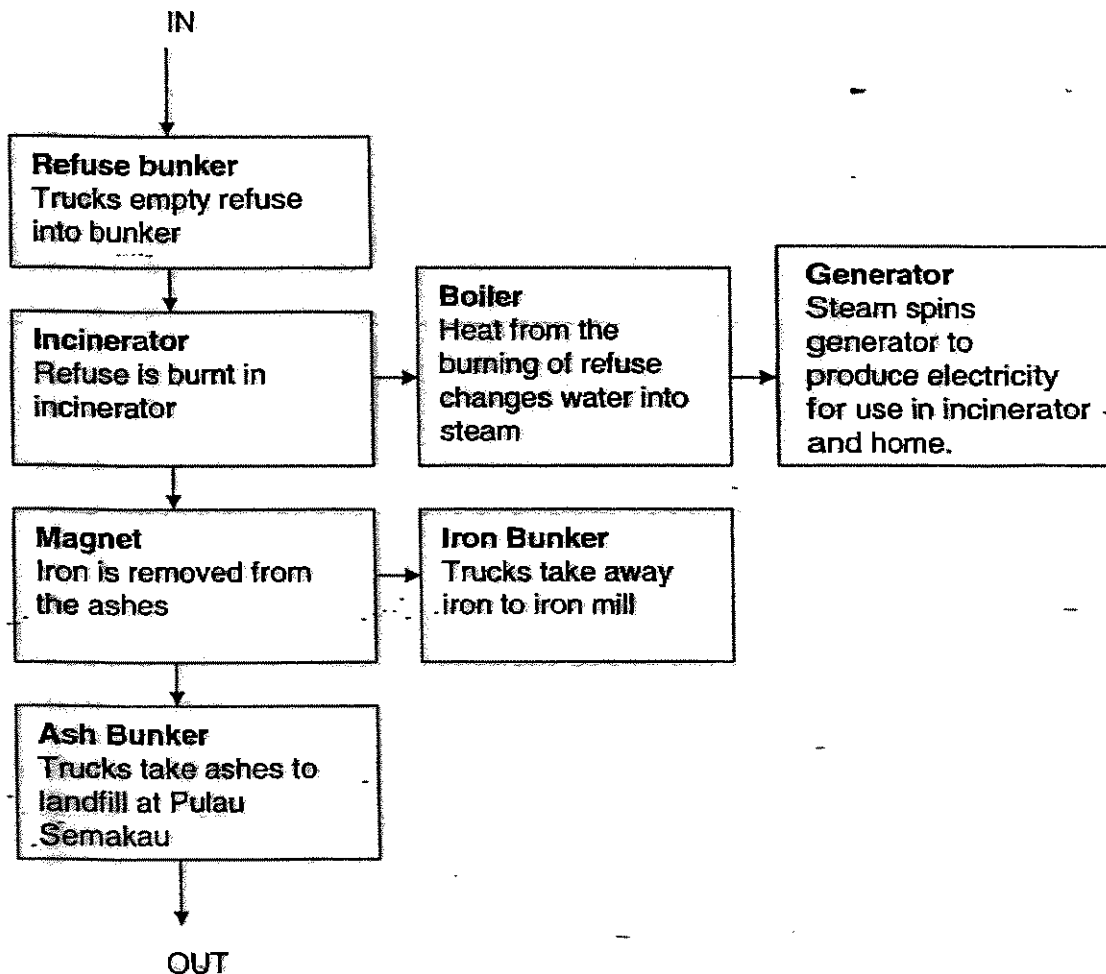 IN
Refuse bunker
Trucks empty refuse
into bunker
Incinerator
Refuse is burnt in
incinerator
Boiler
Heat from the
burning of refuse
changes water into
steam
Generator
Steam spins
generator to
produce electricity
for use in incinerator
and home.
Magnet
Iron is removed from
the ashes
Iron Bunker
Trucks take away
iron to iron mill
Ash Bunker
Trucks take ashes to
landfill at Pulau
Semakau
OUT